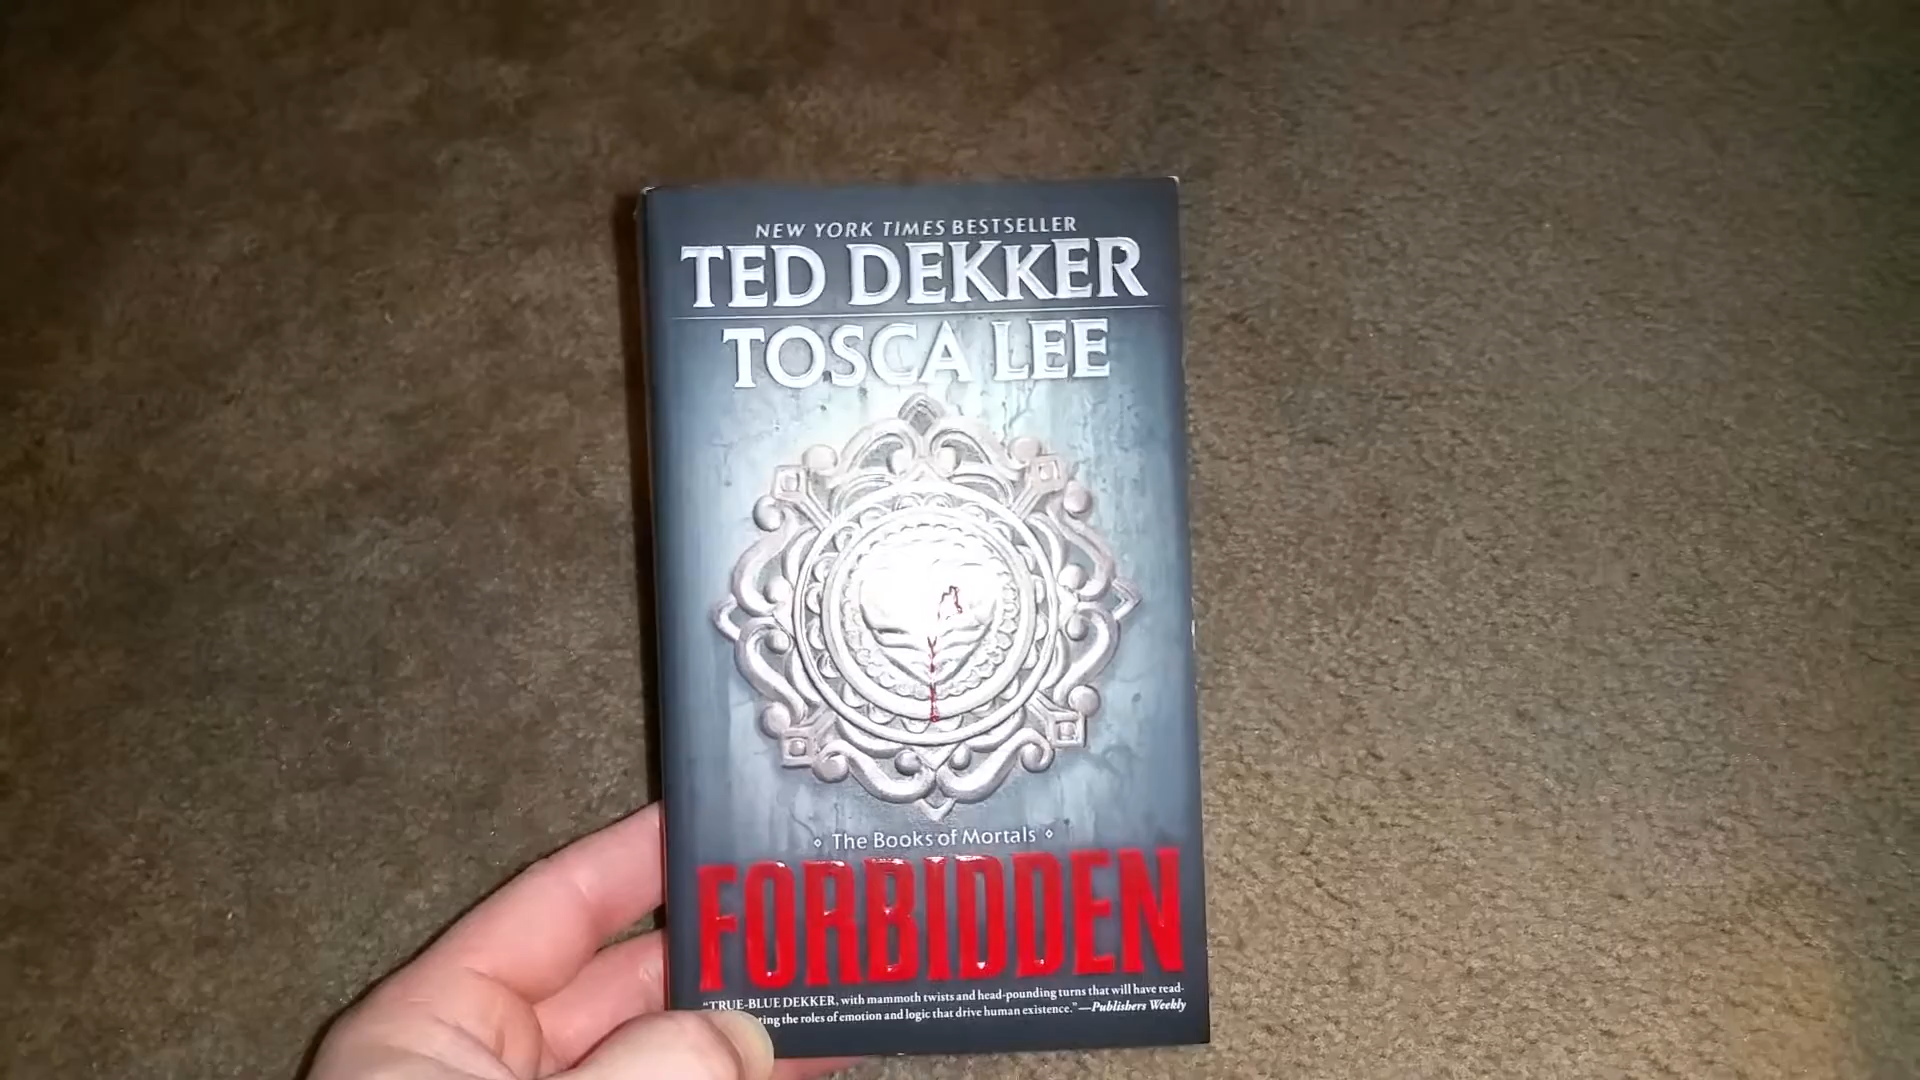 NEW YORK TIMES BESTSELLER
TED DEKKER
TOSCA LEE
The Books of Mortals
FORBIDDEN
"TRUE-BLUE DEKKER, with mammoth twists and head-pounding turns that will have read-
the roles of emotion and logic that drive human existence."—Publishers Weekly